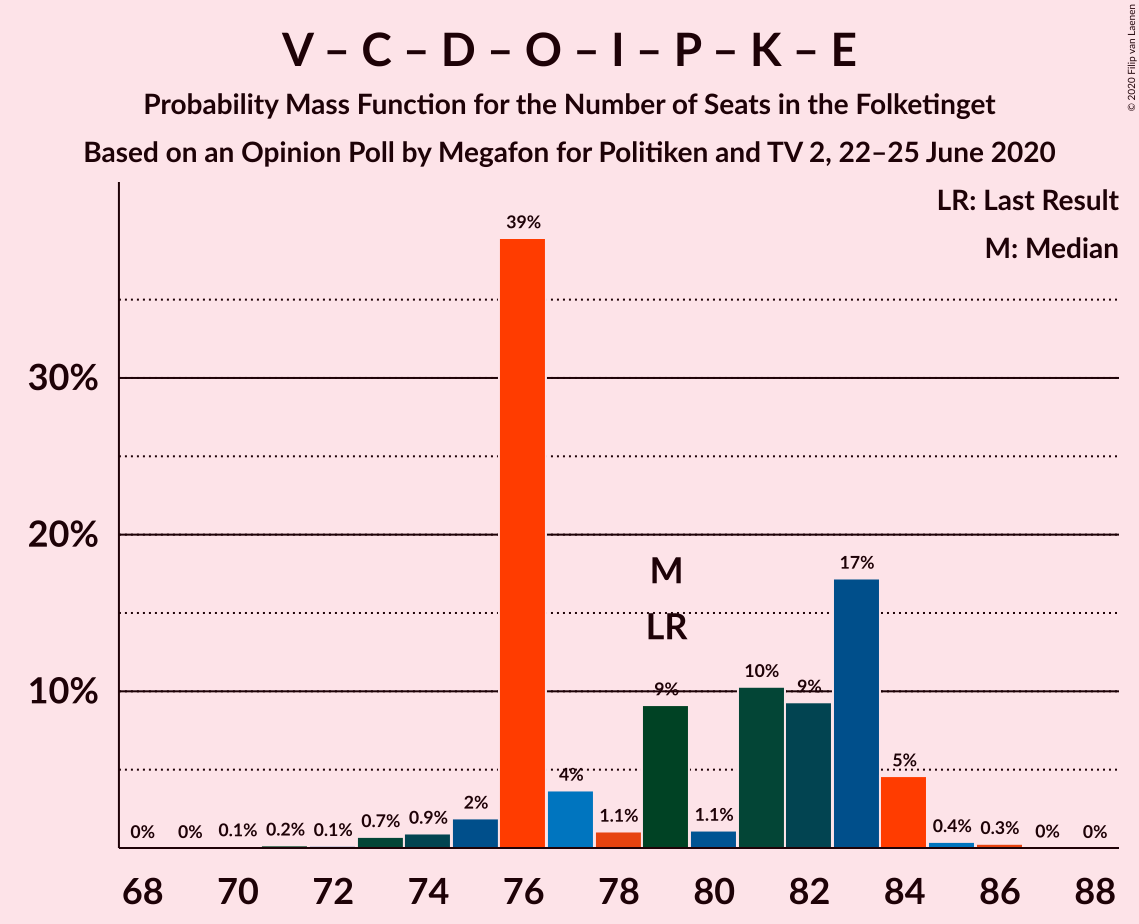 V – C – D – O – I – P – K – E
Probability Mass Function for the Number of Seats in the Folketinget
Based on an Opinion Poll by Megafon for Politiken and TV 2, 22–25 June 2020
© 2020 Filip van Laenen
LR: Last Result
M: Median
30%
20%
10%
0%
0%
0.1%
0.2%
0.1%
0.7%
0.9%
2%
39%
4%
1.1%
9%
1.1%
10%
9%
17%
5%
0.4%
0.3%
0%
0%
M
LR
68 70 72 74 76 78 80 82 84 86 88